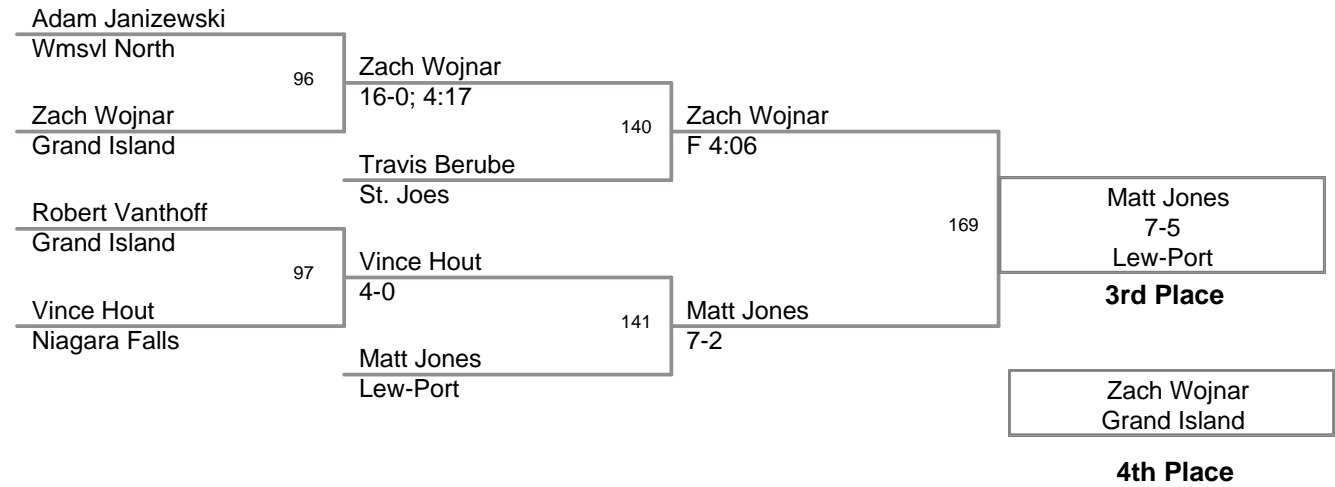 Adam Janizewski
Wmsvl North
96
Zach Wojnar
Grand Island
Robert Vanthoff
Grand Island
97
Vince Hout
Niagara Falls
Zach Wojnar
16-0; 4:17
140
Travis Berube
St. Joes
Vince Hout
4-0
141
Matt Jones
Lew-Port
Zach Wojnar
F 4:06
169
Matt Jones
7-2
Matt Jones
7-5
Lew-Port
3rd Place
Zach Wojnar
Grand Island
4th Place